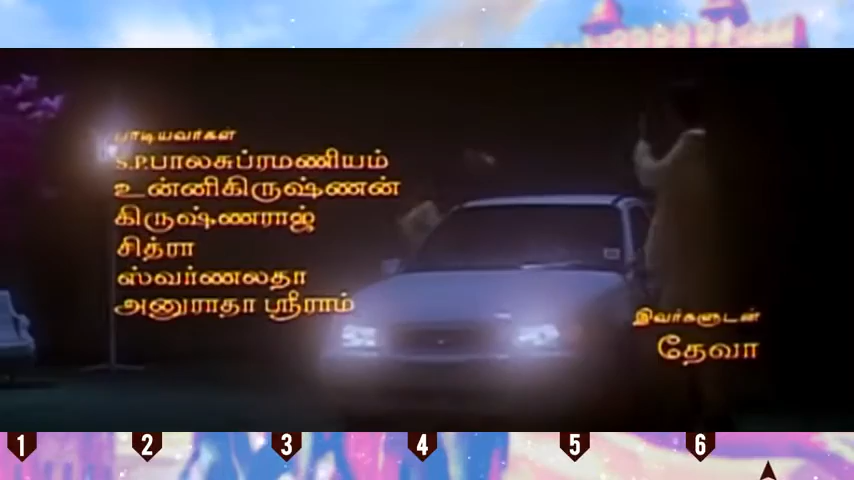 பாடியவர்கள்
S.P.பாலசுப்ரமணியம்
உன்னிகிருஷ்ணன்
கிருஷ்ணராஜ்
சித்ரா
ஸ்வர்ணலதா
அனுராதா ஸ்ரீராம்
இவர்களுடன்
தேவா
1 2 3 4 5 6